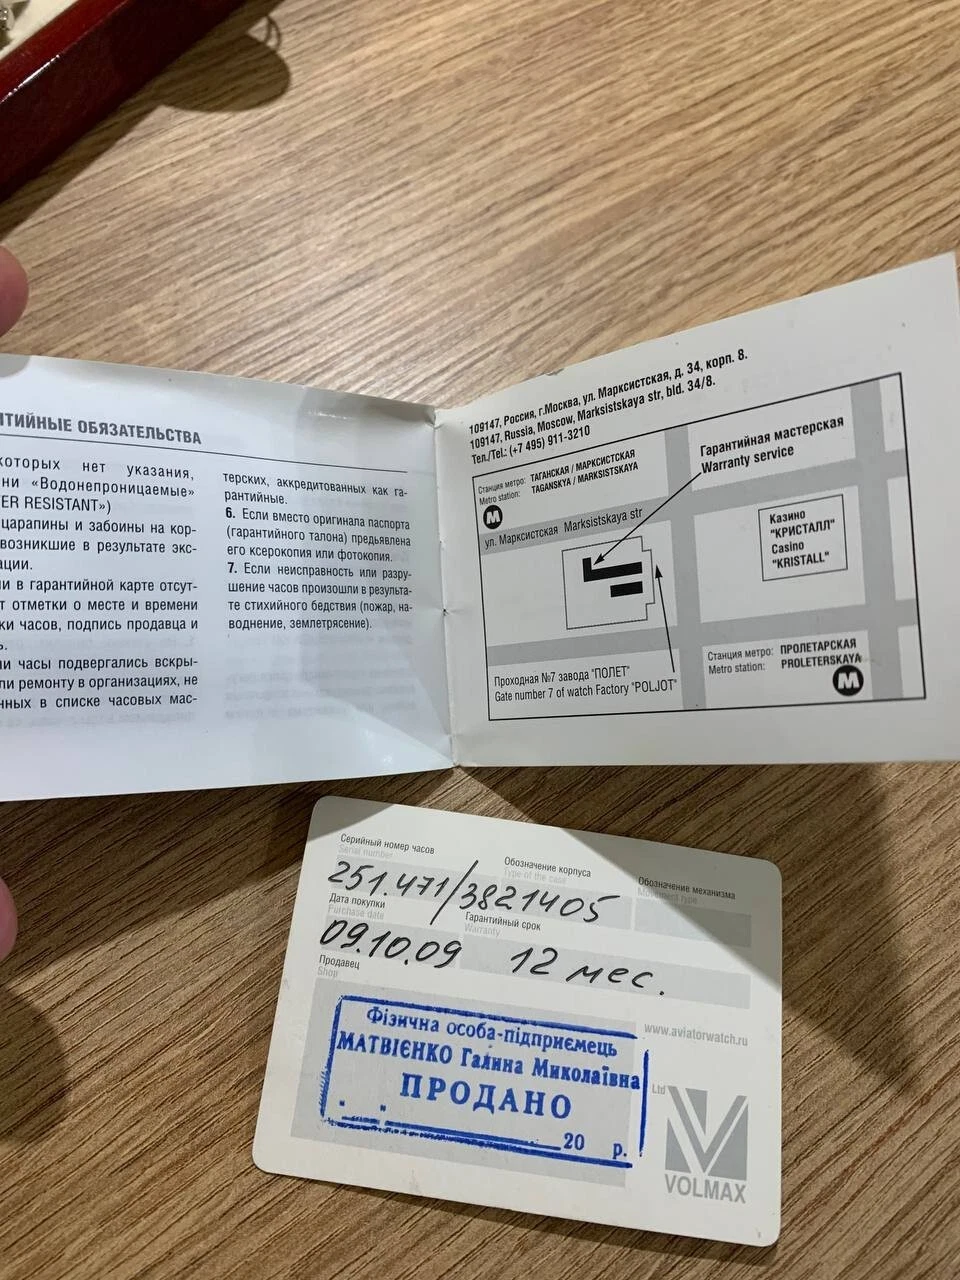 НТИЙНЫЕ ОБЯЗАТЕЛЬСТВА
которых нет указания,
ни «Водонепроницаемые»
ER RESISTANT»)
царапины и забоины на кор-
возникшие в результате экс-
ации.
и в гарантийной карте отсут-
т отметки о месте и времени
ки часов, подпись продавца и
ь.
ли часы подвергались вскры-
ли ремонту в организациях, не
нных в списке часовых мас-
терских, аккредитованных как га-
рантийные.
6. Если вместо оригинала паспорта
(гарантийного талона) предьявлена
его ксерокопия или фотокопия.
7. Если неисправность или разру-
шение часов произошли в результа-
те стихийного бедствия (пожар, на-
воднение, землетрясение).
109147, Россия, г.Москва, ул. Марксистская, д. 34, корп. 8.
109147, Russia, Moscow, Marksistskaya str, bld. 34/8.
Тел./Tel.: (+7 495) 911-3210
Станция метро: ТАГАНСКАЯ / МАРКСИСТСКАЯ
Metro station: TAGANSKYA / MARKSISTSKAYA
М
ул. Марксистская Marksistskaya str
Гарантийная мастерская
Warranty service
Казино
"КРИСТАЛЛ"
Casino
"KRISTALL"
Проходная №7 завода "ПОЛЕТ"
Gate number 7 of watch Factory "POLJOT"
Станция метро: ПРОЛЕТАРСКАЯ
Metro station: PROLETERSKAYA
М
Серийный номер часов
Serial number
Обозначение корпуса
Type of the case
Обозначение механизма
Movement type
251.471/3821405
Дата покупки
Purchase date
Гарантийный срок
Warranty
09.10.09 12 мес.
Продавец
Shop
www.aviatorwatch.ru
Фізична особа-підприємець
МАТВІЄНКО Галина Миколаївна
ПРОДАНО
20 р.
Ltd
VOLMAX